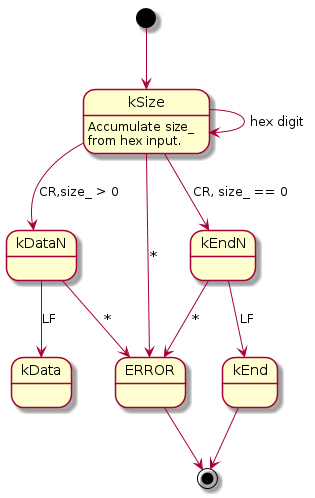 kSize
Accumulate size_
from hex input.
hex digit
CR,size_ > 0
CR, size_ == 0
kDataN
*
kEndN
LF
*
*
LF
kData
ERROR
kEnd